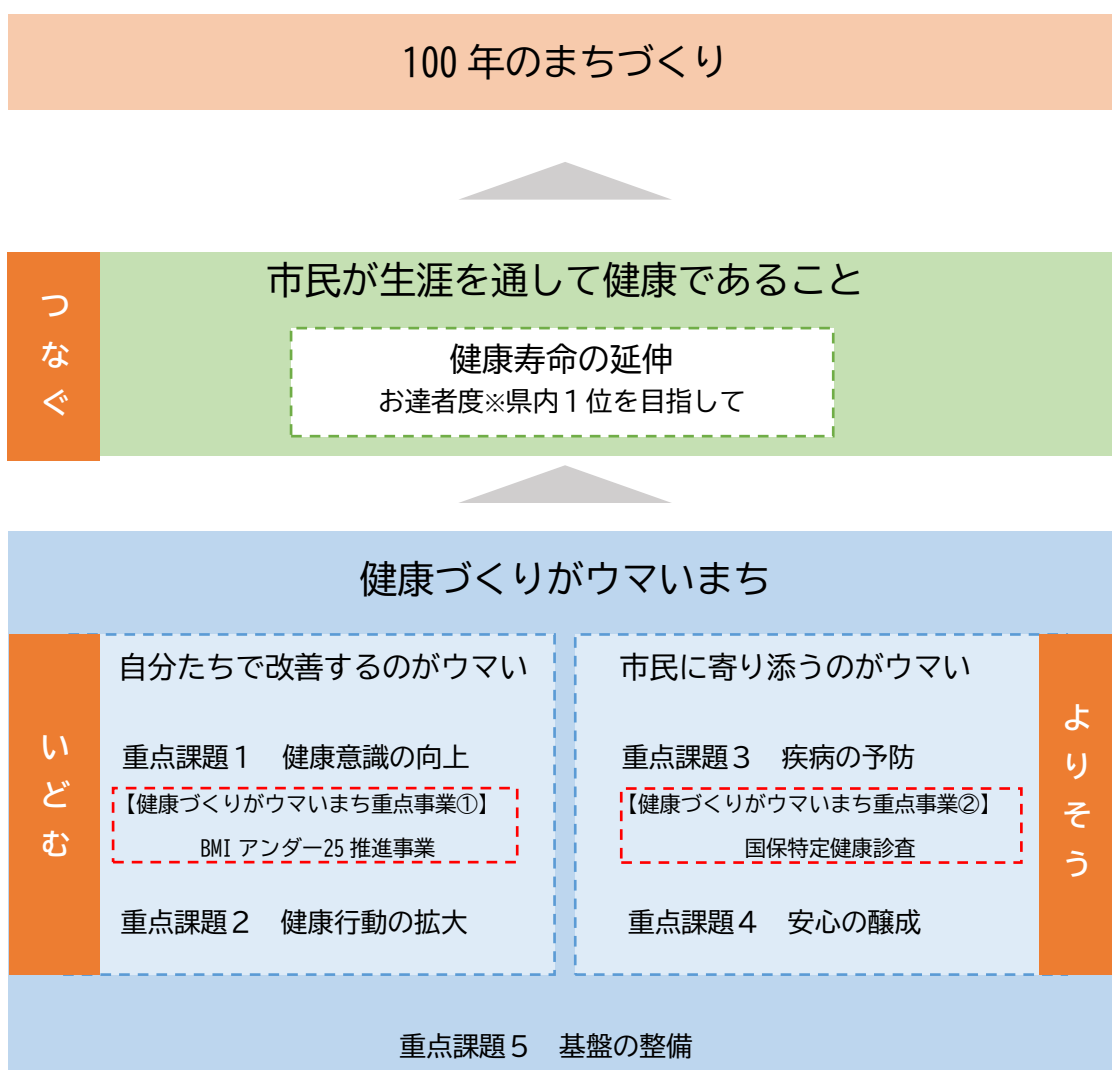 100 年のまちづくり
つなぐ
市民が生涯を通して健康であること
健康寿命の延伸
お達者度※県内１位を目指して
健康づくりがウマいまち
いどむ
自分たちで改善するのがウマい
重点課題１　健康意識の向上
【健康づくりがウマいまち重点事業①】
BMI アンダー25 推進事業
重点課題２　健康行動の拡大
市民に寄り添うのがウマい
重点課題３　疾病の予防
【健康づくりがウマいまち重点事業②】
国保特定健康診査
重点課題４　安心の醸成
よりそう
重点課題５　基盤の整備